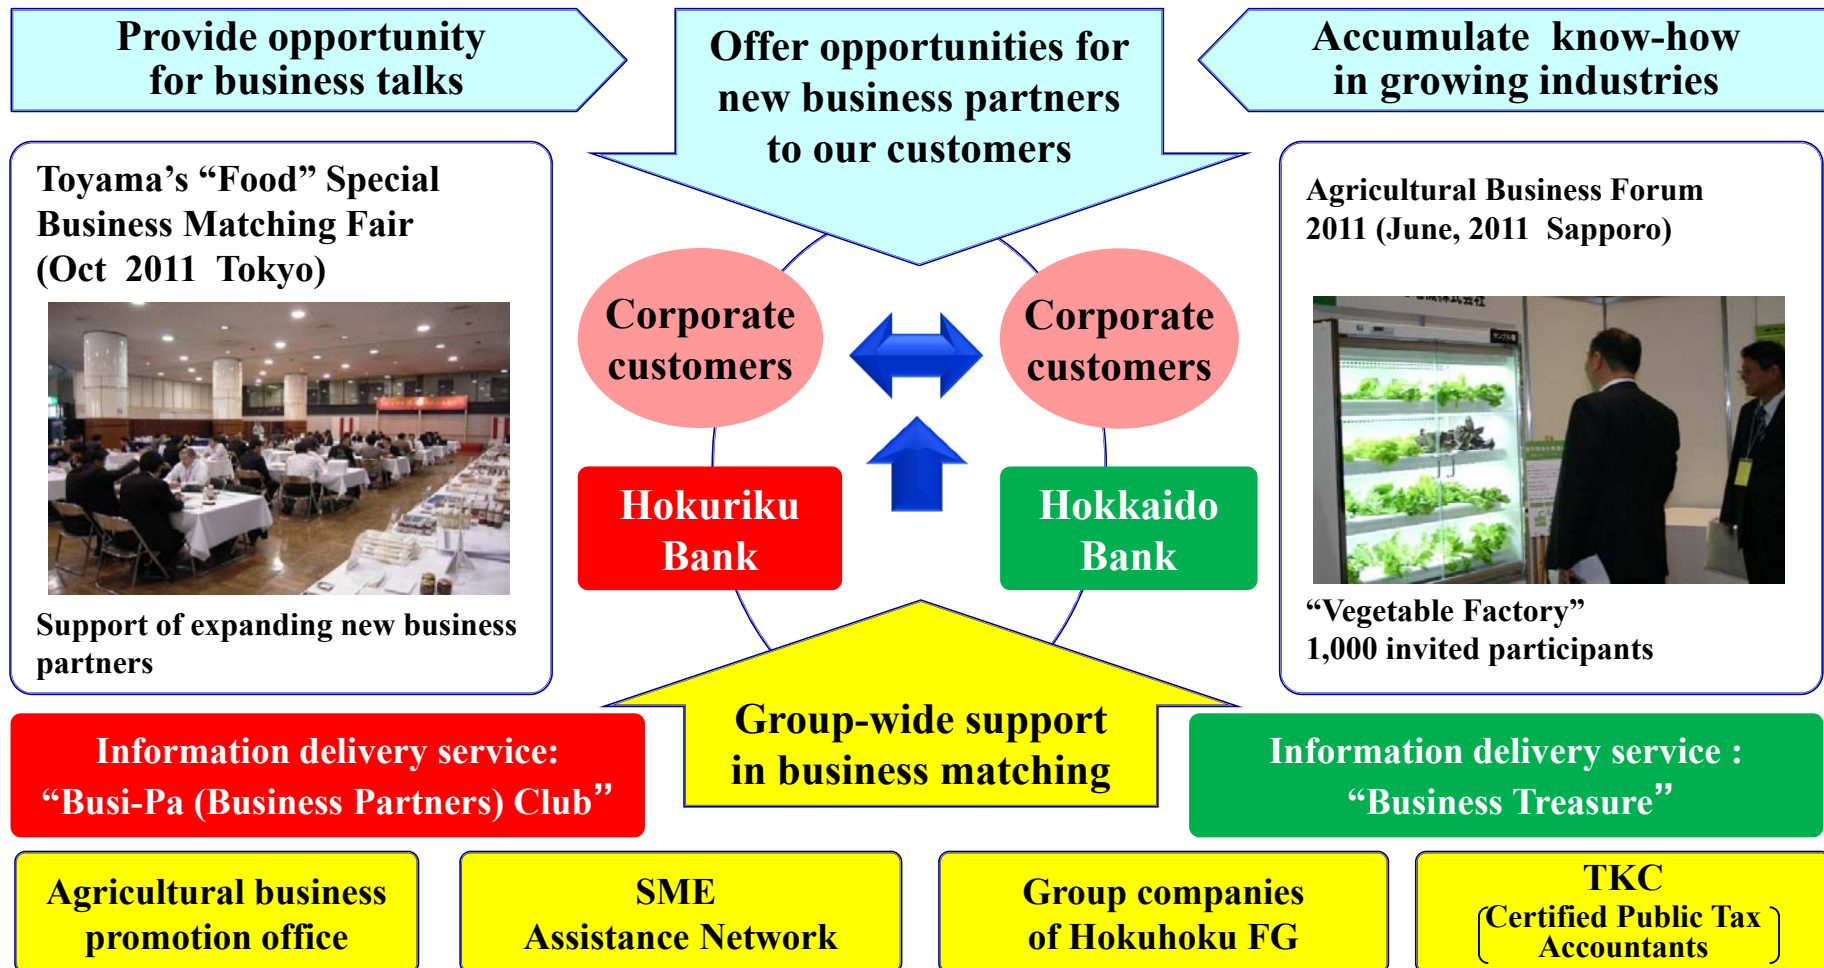 Provide opportunity
for business talks
Offer opportunities for
new business partners
to our customers
Accumulate know-how
in growing industries
Toyama’s “Food” Special
Business Matching Fair
(Oct 2011 Tokyo)
Support of expanding new business
partners
Corporate
customers
Corporate
customers
Hokuriku
Bank
Hokkaido
Bank
Agricultural Business Forum
2011 (June, 2011 Sapporo)
株式会社
“Vegetable Factory”
1,000 invited participants
Group-wide support
in business matching
Information delivery service:
“Busi-Pa (Business Partners) Club”
Information delivery service :
“Business Treasure”
Agricultural business
promotion office
SME
Assistance Network
Group companies
of Hokuhoku FG
TKC
(Certified Public Tax
Accountants)